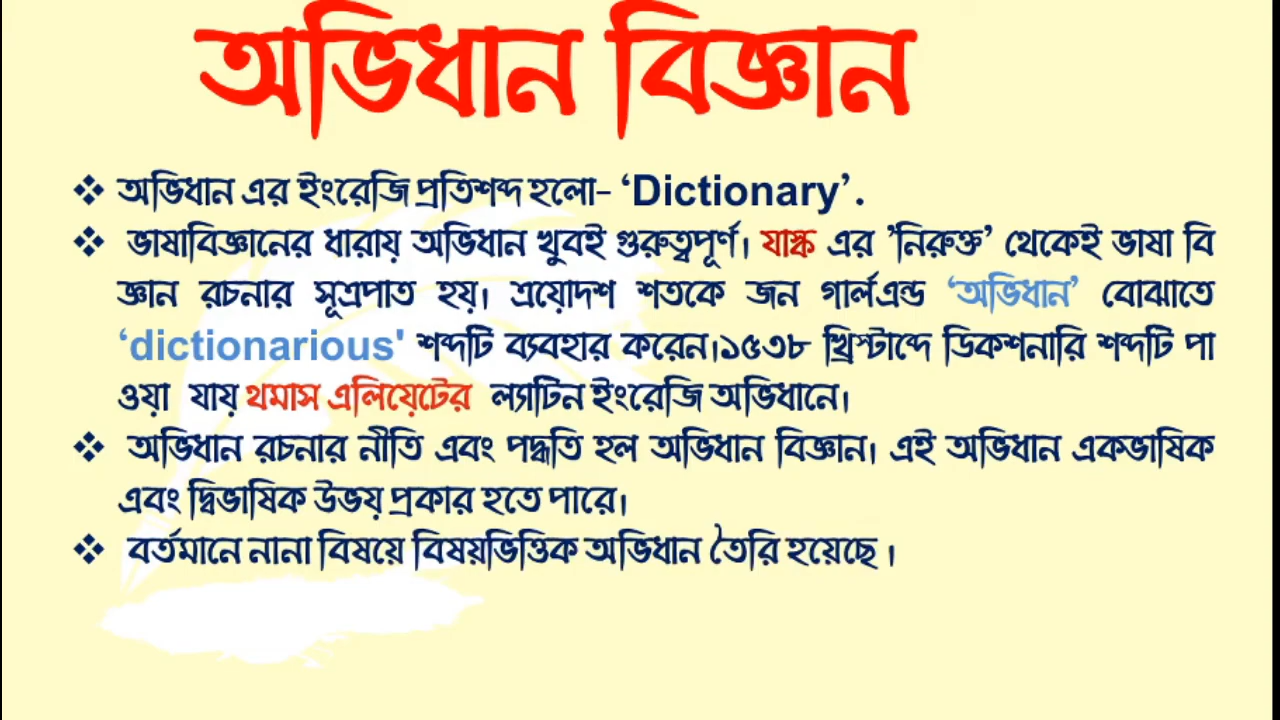 অভিধান বিজ্ঞান
❖ অভিধান এর ইংরেজি প্রতিশব্দ হলো- ‘Dictionary’.
❖ ভাষাবিজ্ঞানের ধারায় অভিধান খুবই গুরুত্বপূর্ণ। যাস্ক এর ’নিরুক্ত’ থেকেই ভাষা বি
জ্ঞান রচনার সূত্রপাত হয়। ত্রয়োদশ শতকে জন গার্লএন্ড ‘অভিধান’ বোঝাতে
‘dictionarious' শব্দটি ব্যবহার করেন।১৫৩৮ খ্রিস্টাব্দে ডিকশনারি শব্দটি পা
ওয়া যায় থমাস এলিয়েটের ল্যাটিন ইংরেজি অভিধানে।
❖ অভিধান রচনার নীতি এবং পদ্ধতি হল অভিধান বিজ্ঞান। এই অভিধান একভাষিক
এবং দ্বিভাষিক উভয় প্রকার হতে পারে।
❖ বর্তমানে নানা বিষয়ে বিষয়ভিত্তিক অভিধান তৈরি হয়েছে ।